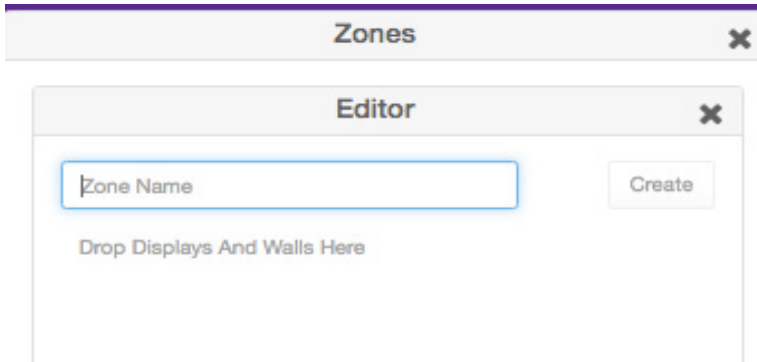 Zones
Editor
Zone Name
Create
Drop Displays And Walls Here